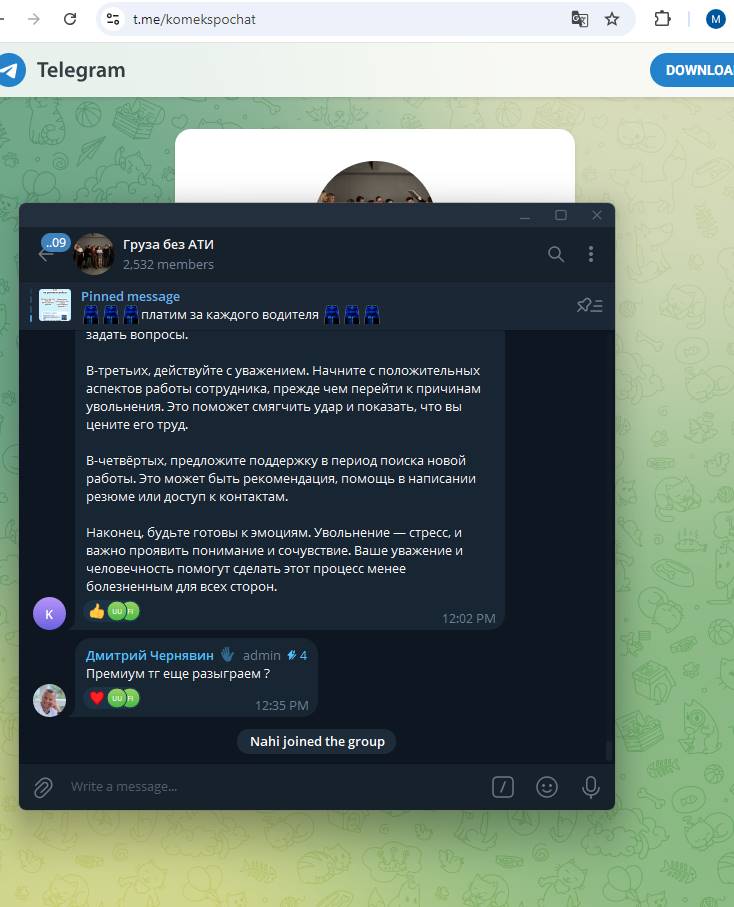 t.me/komekspochat
M
Telegram
..09
Груза без АТИ
2,532 members
Pinned message
платим за каждого водителя
задать вопросы.
В-третьих, действуйте с уважением. Начните с положительных
аспектов работы сотрудника, прежде чем перейти к причинам
увольнения. Это поможет смягчить удар и показать, что вы
цените его труд.
В-четвёртых, предложите поддержку в период поиска новой
работы. Это может быть рекомендация, помощь в написании
резюме или доступ к контактам.
Наконец, будьте готовы к эмоциям. Увольнение — стресс, и
важно проявить понимание и сочувствие. Ваше уважение и
человечность помогут сделать этот процесс менее
болезненным для всех сторон.
K
UU
FI
12:02 PM
Дмитрий Чернявин admin 4
Премиум тг еще разыграем ?
UU
FI
12:35 PM
Nahi joined the group
Write a message...